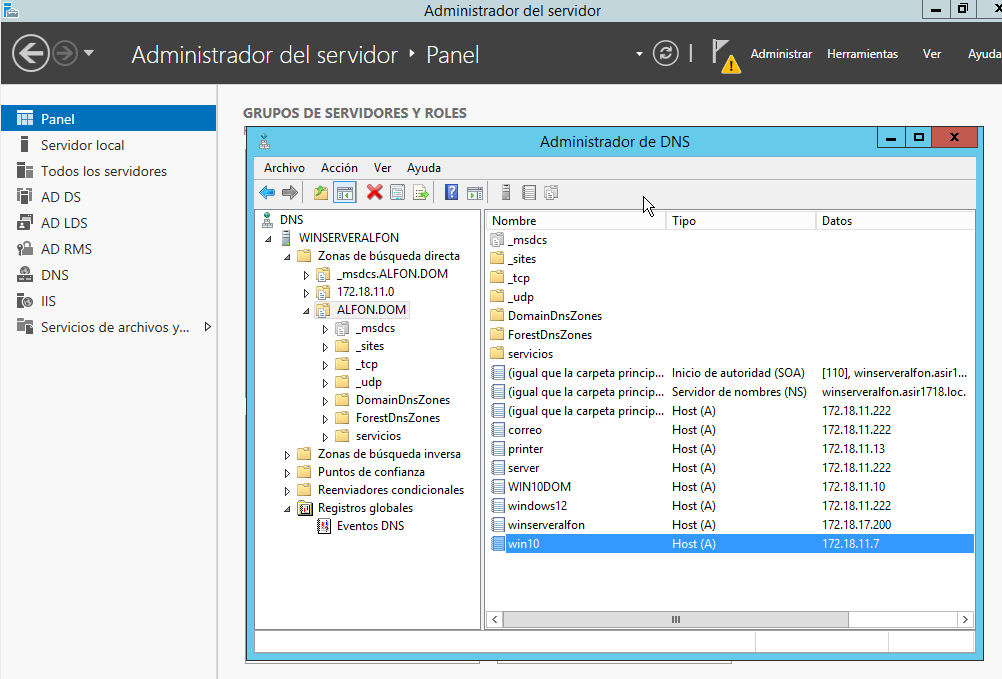 Administrador del servidor
Administrador del servidor ‣ Panel
Administrar Herramientas Ver Ayuda
Panel
Servidor local
Todos los servidores
AD DS
AD LDS
AD RMS
DNS
IIS
Servicios de archivos y...
GRUPOS DE SERVIDORES Y ROLES
Administrador de DNS
Archivo Acción Ver Ayuda
DNS
WINSERVERALFON
Zonas de búsqueda directa
_msdcs.ALFON.DOM
172.18.11.0
ALFON.DOM
_msdcs
_sites
_tcp
_udp
DomainDnsZones
ForestDnsZones
servicios
Zonas de búsqueda inversa
Puntos de confianza
Reenviadores condicionales
Registros globales
Eventos DNS
Nombre Tipo Datos
_msdcs
_sites
_tcp
_udp
DomainDnsZones
ForestDnsZones
servicios
(igual que la carpeta princip... Inicio de autoridad (SOA) [110], winserveralfon.asir1...
(igual que la carpeta princip... Servidor de nombres (NS) winserveralfon.asir1718.loc.
(igual que la carpeta princip... Host (A) 172.18.11.222
correo Host (A) 172.18.11.222
printer Host (A) 172.18.11.13
server Host (A) 172.18.11.222
WIN10DOM Host (A) 172.18.11.10
windows12 Host (A) 172.18.11.222
winserveralfon Host (A) 172.18.17.200
win10 Host (A) 172.18.11.7